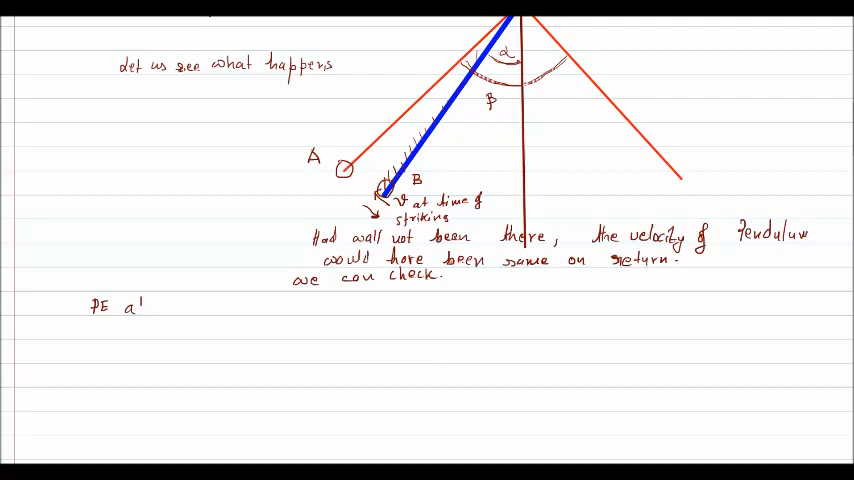 Let us see what happens
α
β
A
B
v at time of
striking
Had wall not been there, the velocity of Pendulum
would have been same on return.
we can check.
PE a'